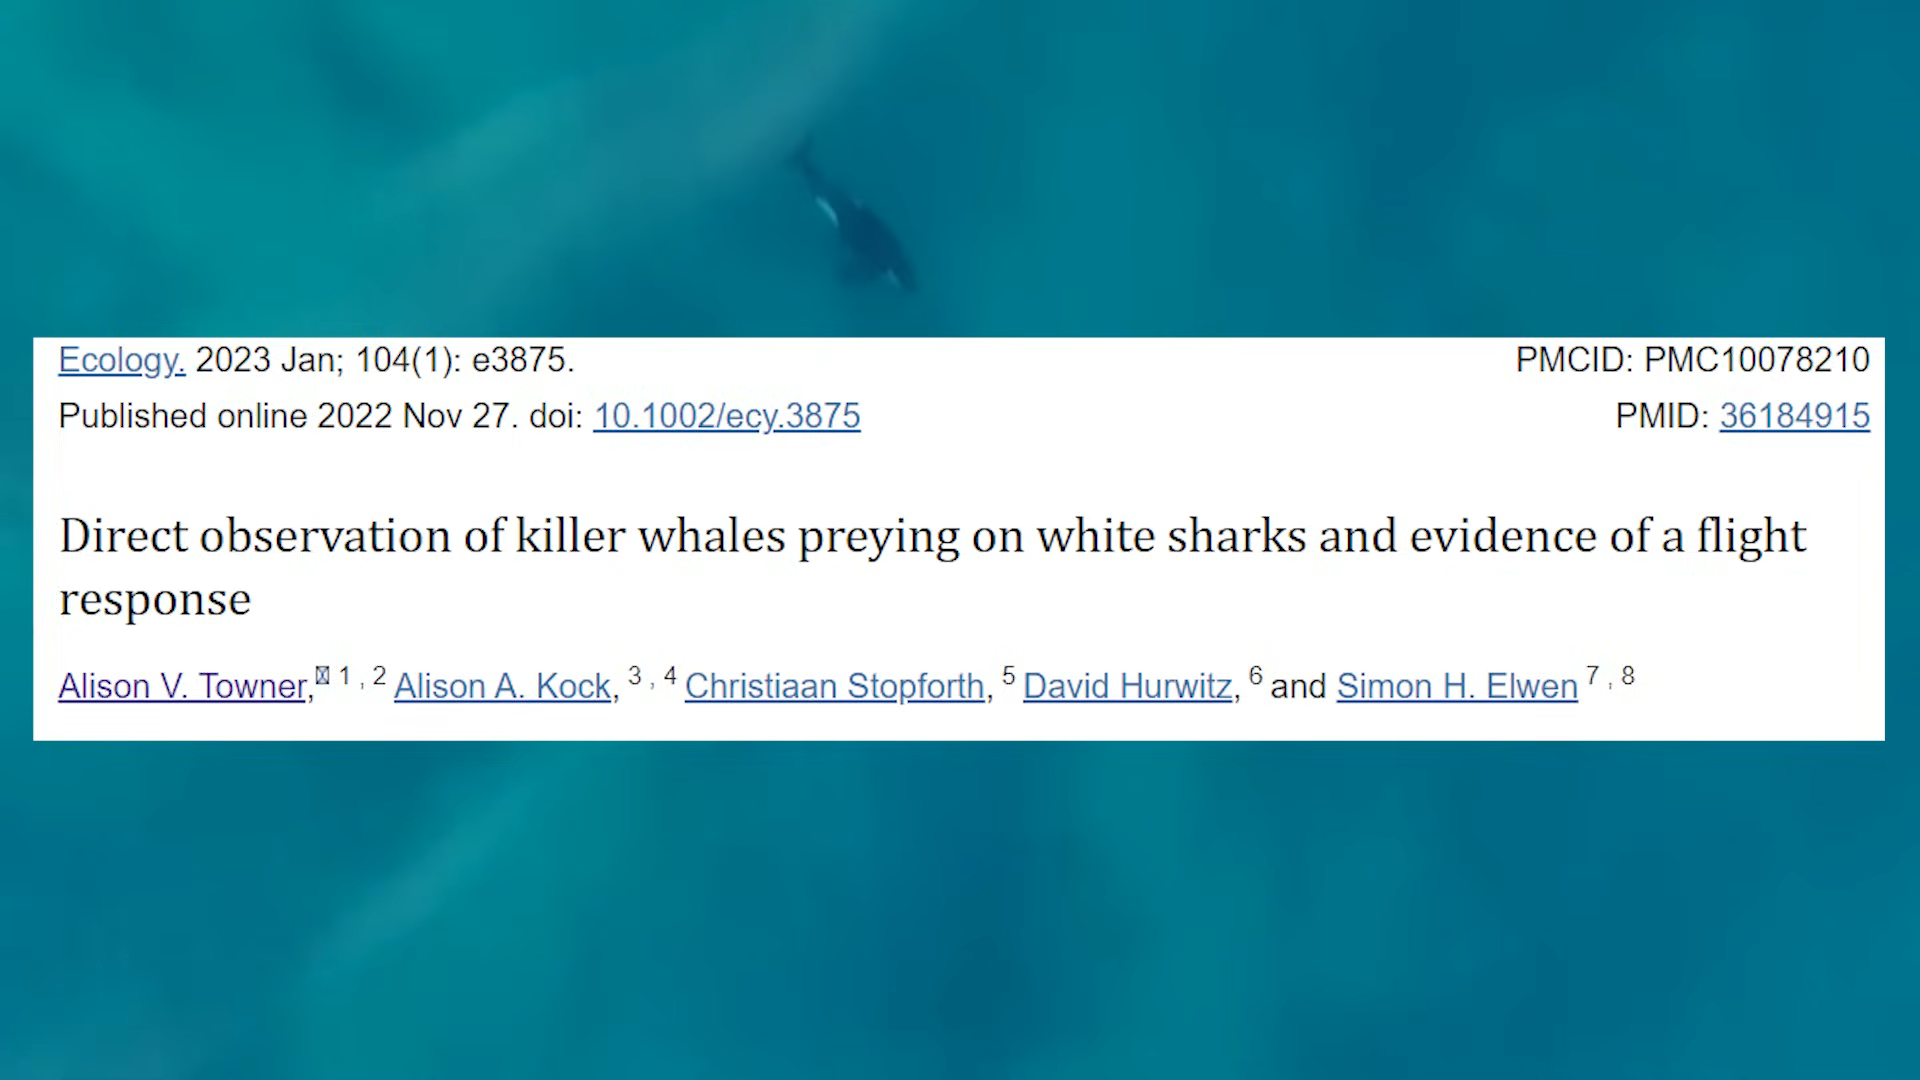 Ecology. 2023 Jan; 104(1): e3875.
PMCID: PMC10078210
Published online 2022 Nov 27. doi: 10.1002/ecy.3875
PMID: 36184915
Direct observation of killer whales preying on white sharks and evidence of a flight
response
Alison V. Towner, 1 , 2 Alison A. Kock, 3 , 4 Christiaan Stopforth, 5 David Hurwitz, 6 and Simon H. Elwen 7 , 8